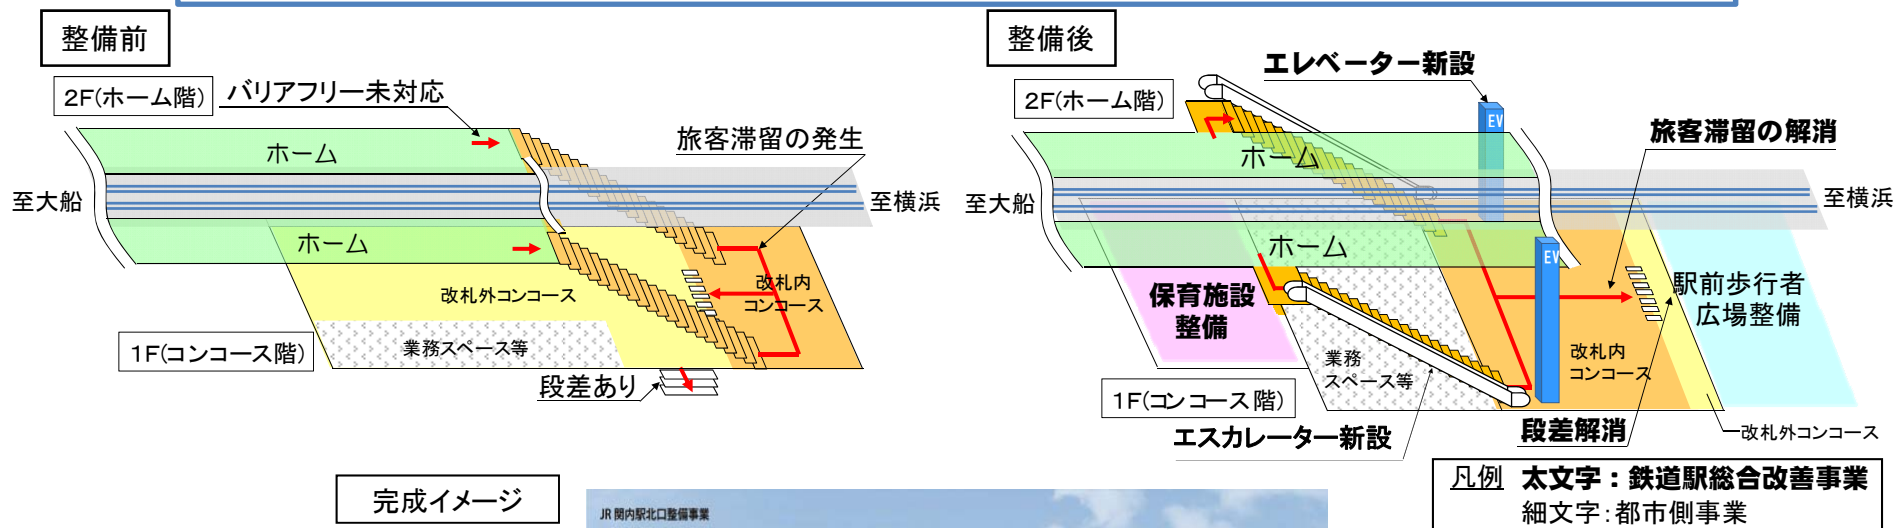 整備前
2F(ホーム階)
バリアフリー未対応
旅客滞留の発生
ホーム
至大船
至横浜
ホーム
改札外コンコース
改札内
コンコース
1F(コンコース階)
業務スペース等
段差あり
整備後
エレベーター新設
2F(ホーム階)
EV
旅客滞留の解消
ホーム
至大船
至横浜
ホーム
EV
保育施設
整備
駅前歩行者
広場整備
業務
スペース等
改札内
コンコース
1F(コンコース階)
エスカレーター新設
段差解消
改札外コンコース
凡例 太文字：鉄道駅総合改善事業
細文字：都市側事業
完成イメージ
JR 関内駅北口整備事業